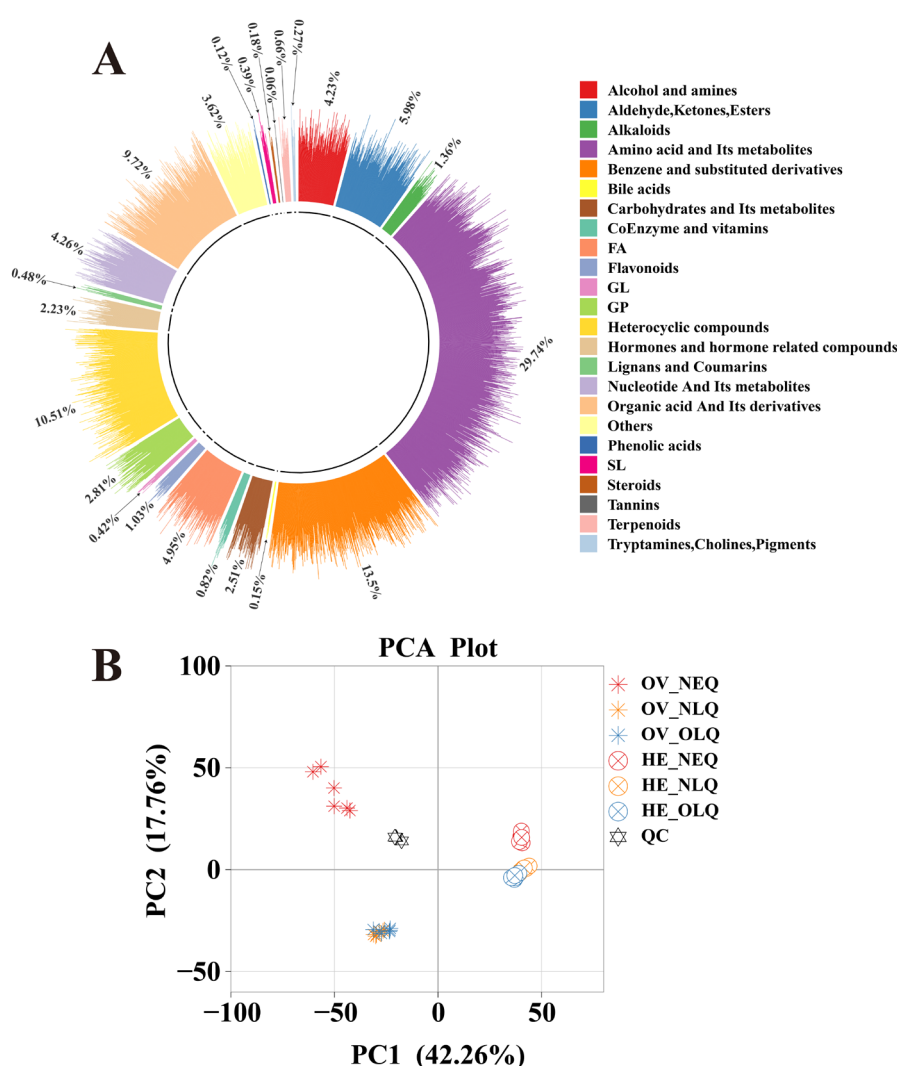 A
0.12%
0.39%
0.18%
0.06%
0.66%
0.27%
4.23%
5.98%
1.36%
29.74%
13.5%
0.15%
2.51%
0.82%
4.95%
1.03%
0.42%
2.81%
10.51%
2.23%
0.48%
4.26%
9.72%
3.62%
Alcohol and amines
Aldehyde,Ketones,Esters
Alkaloids
Amino acid and Its metabolites
Benzene and substituted derivatives
Bile acids
Carbohydrates and Its metabolites
CoEnzyme and vitamins
FA
Flavonoids
GL
GP
Heterocyclic compounds
Hormones and hormone related compounds
Lignans and Coumarins
Nucleotide And Its metabolites
Organic acid And Its derivatives
Others
Phenolic acids
SL
Steroids
Tannins
Terpenoids
Tryptamines,Cholines,Pigments
B
PCA Plot
100
50
0
−50
PC2 (17.76%)
−100
−50
0
50
PC1 (42.26%)
OV_NEQ
OV_NLQ
OV_OLQ
HE_NEQ
HE_NLQ
HE_OLQ
QC